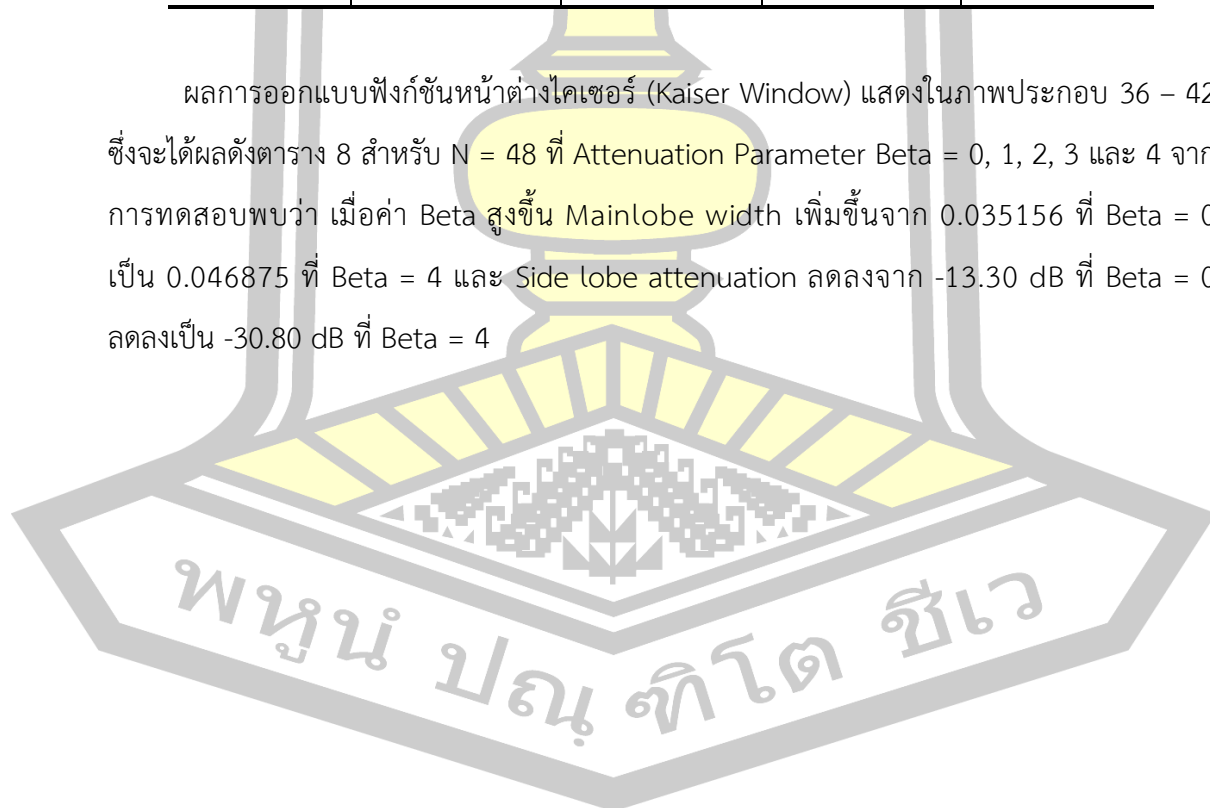 ผลการออกแบบฟังก์ชันหน้าต่างไคเซอร์ (Kaiser Window) แสดงในภาพประกอบ 36 – 42
ซึ่งจะได้ผลดังตาราง 8 สำหรับ N = 48 ที่ Attenuation Parameter Beta = 0, 1, 2, 3 และ 4 จาก
การทดสอบพบว่า เมื่อค่า Beta สูงขึ้น Mainlobe width เพิ่มขึ้นจาก 0.035156 ที่ Beta = 0
เป็น 0.046875 ที่ Beta = 4 และ Side lobe attenuation ลดลงจาก -13.30 dB ที่ Beta = 0
ลดลงเป็น -30.80 dB ที่ Beta = 4
พหูนํ ปณฺฑิโต ชีเว